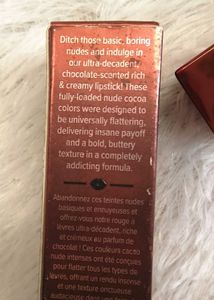 Ditch those basic, boring
nudes and indulge in
our ultra-decadent,
chocolate-scented rich
& creamy lipstick! These
fully-loaded nude cocoa
colors were designed to
be universally flattering,
delivering insane payoff
and a bold, buttery
texture in a completely
addicting formula.
Abandonnez ces teintes nudes
basiques et ennuyeuses et
offrez-vous notre rouge à
lèvres ultra-décadent, riche
et crémeux au parfum de
chocolat ! Ces couleurs cacao
nude intenses ont été conçues
pour flatter tous les types de
lèvres, offrant un rendu insensé
et une texture onctueuse
audacieuse dans une